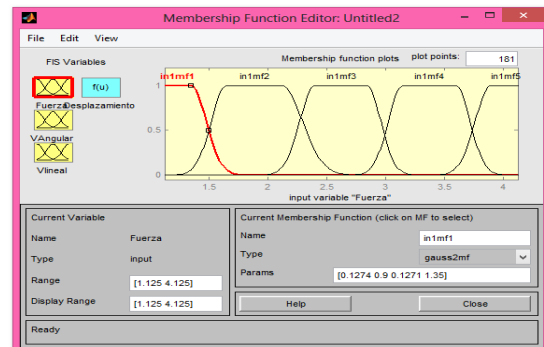 Membership Function Editor: Untitled2
File Edit View
FIS Variables
f(u)
Fuerza
Desplazamiento
VAngular
Vlineal
Membership function plots
plot points:
181
in1mf1
in1mf2
in1mf3
in1mf4
in1mf5
1
0.5
0
1.5
2
2.5
3
3.5
4
input variable "Fuerza"
Current Variable
Name Fuerza
Type input
Range [1.125 4.125]
Display Range [1.125 4.125]
Current Membership Function (click on MF to select)
Name in1mf1
Type gauss2mf
Params [0.1274 0.9 0.1271 1.35]
Help Close
Ready